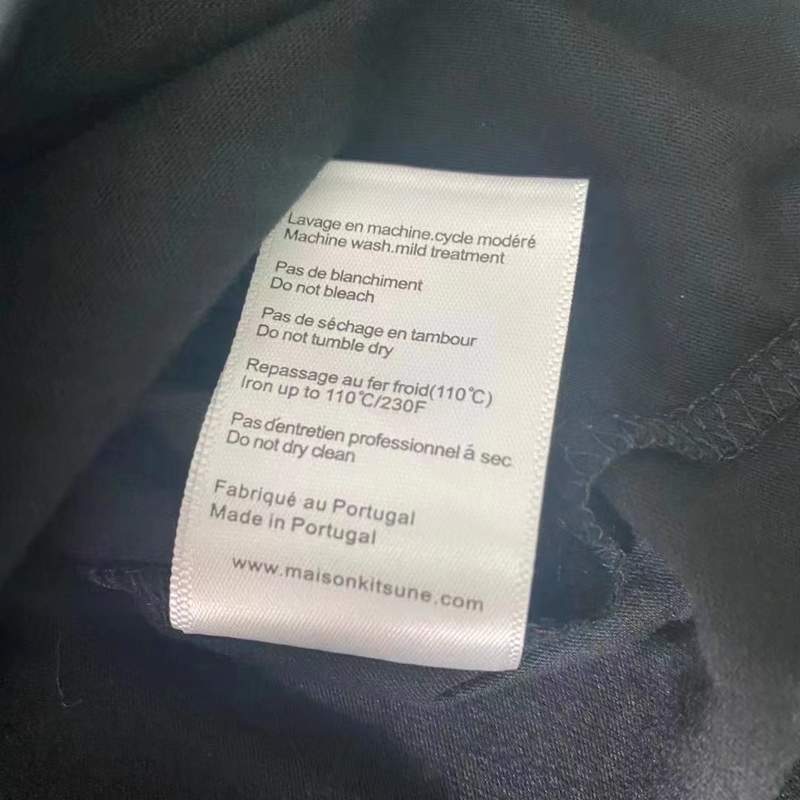 Lavage en machine.cycle modéré
Machine wash.mild treatment
Pas de blanchiment
Do not bleach
Pas de séchage en tambour
Do not tumble dry
Repassage au fer froid(110℃)
Iron up to 110℃/230F
Pas déntretien professionnel á sec
Do not dry clean
Fabriqué au Portugal
Made in Portugal
www.maisonkitsune.com